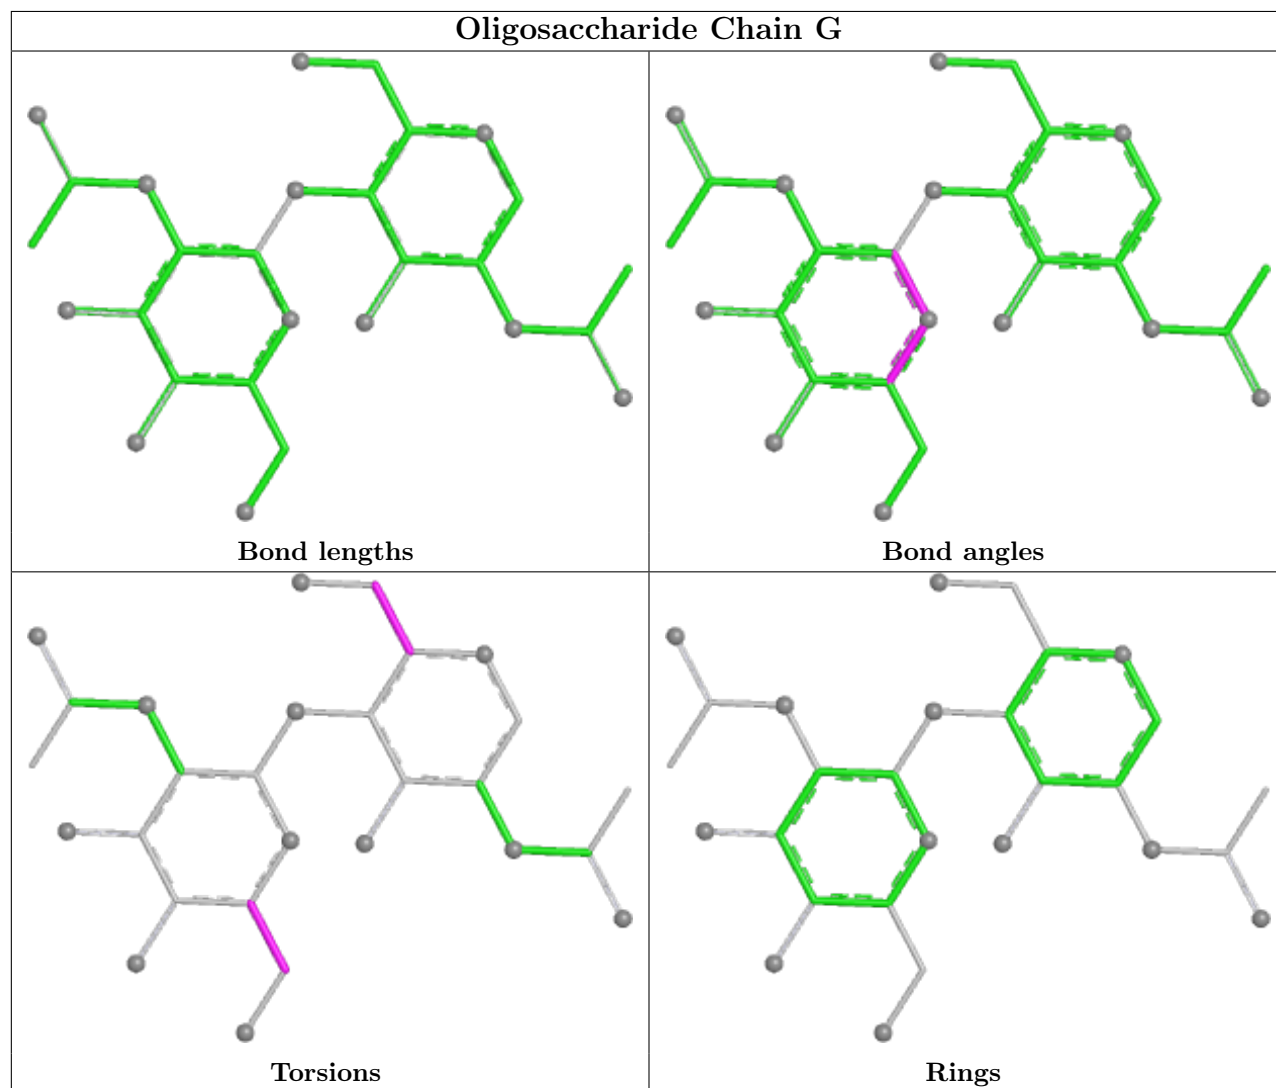 Oligosaccharide Chain G
Bond lengths
Bond angles
Torsions
Rings